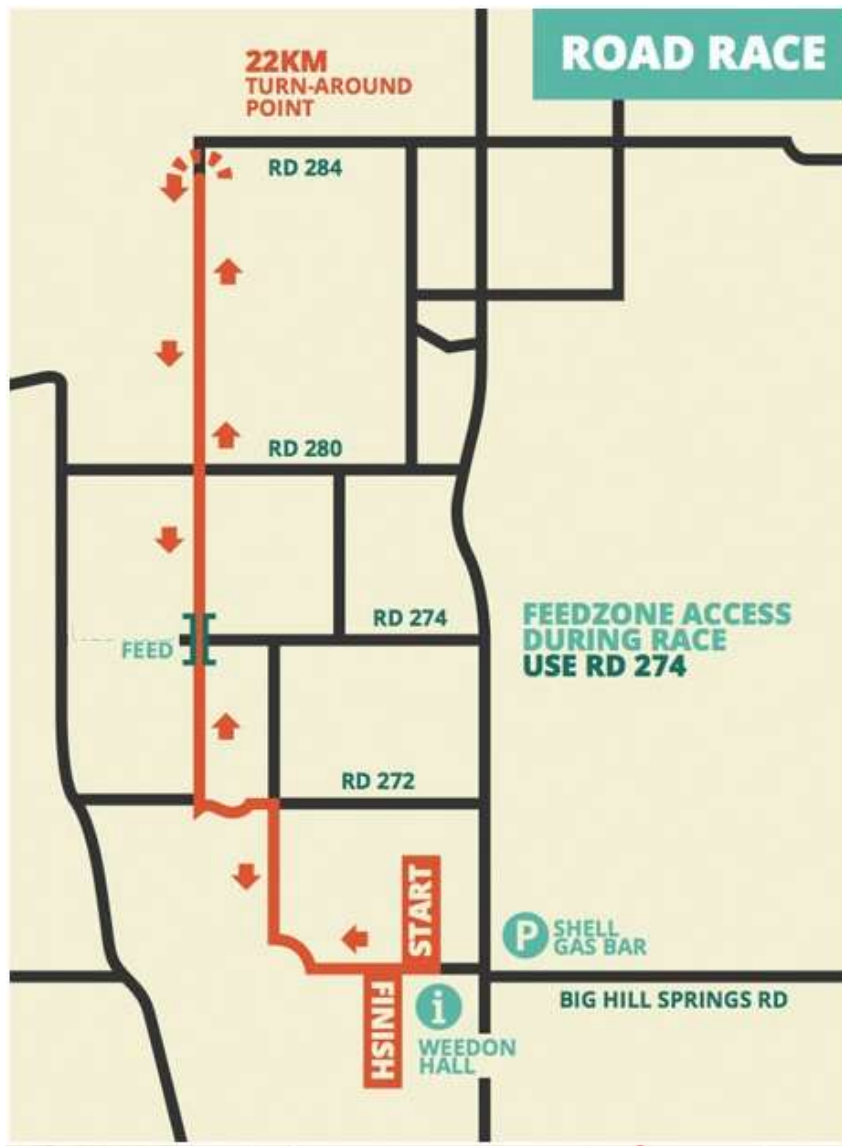 ROAD RACE
22KM
TURN-AROUND
POINT
RD 284
RD 280
RD 274
FEED
FEEDZONE ACCESS
DURING RACE
USE RD 274
RD 272
START
P
SHELL
GAS BAR
FINISH
i
BIG HILL SPRINGS RD
WEEDON
HALL